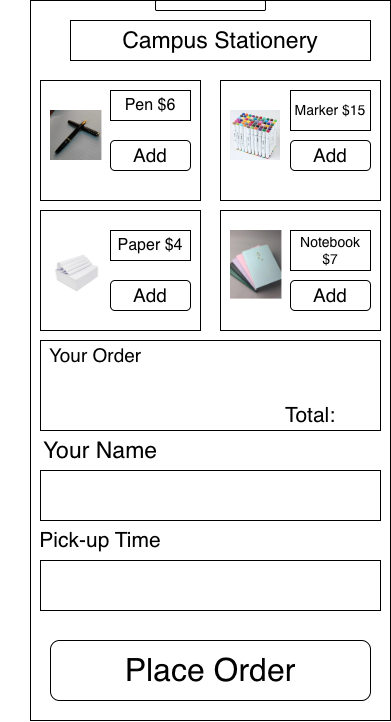 Campus Stationery
Pen $6
Add
Marker $15
Add
Paper $4
Add
Notebook
$7
Add
Your Order
Total:
Your Name
Pick-up Time
Place Order